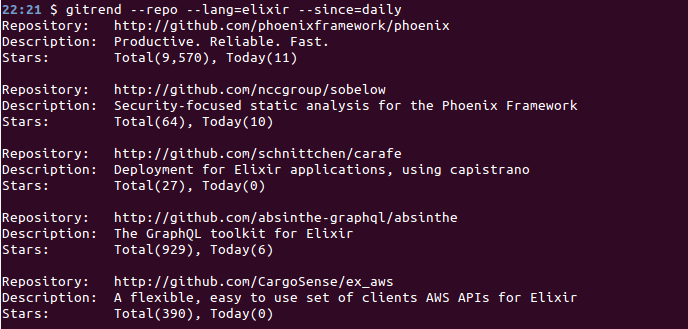 22:21 $ gitrend --repo --lang=elixir --since=daily
Repository: http://github.com/phoenixframework/phoenix
Description: Productive. Reliable. Fast.
Stars: Total(9,570), Today(11)
Repository: http://github.com/nccgroup/sobelow
Description: Security-focused static analysis for the Phoenix Framework
Stars: Total(64), Today(10)
Repository: http://github.com/schnittchen/carafe
Description: Deployment for Elixir applications, using capistrano
Stars: Total(27), Today(0)
Repository: http://github.com/absinthe-graphql/absinthe
Description: The GraphQL toolkit for Elixir
Stars: Total(929), Today(6)
Repository: http://github.com/CargoSense/ex_aws
Description: A flexible, easy to use set of clients AWS APIs for Elixir
Stars: Total(390), Today(0)